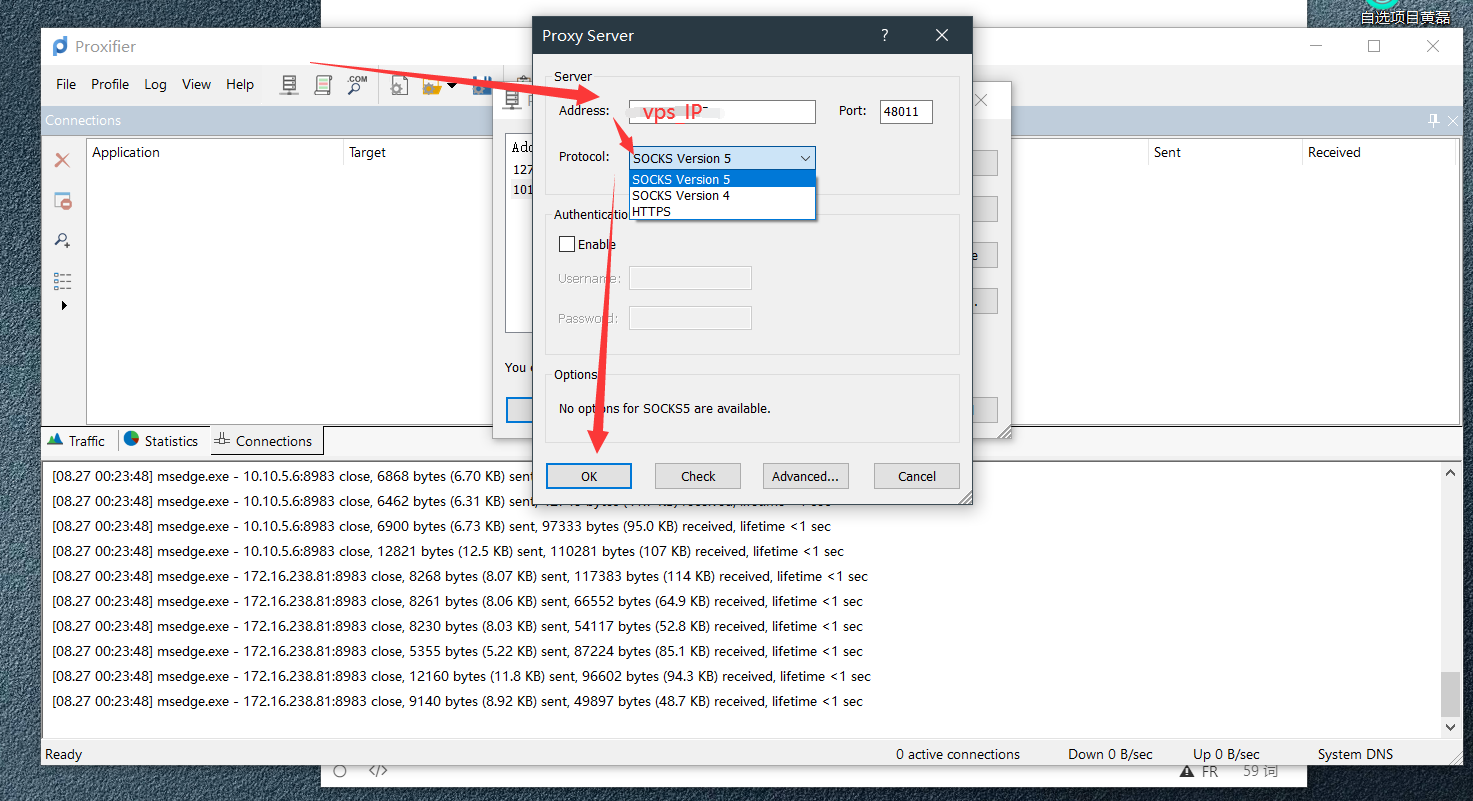 自选项目黄磊
Proxifier
File Profile Log View Help
.COM
Connections
Application Target Sent Received
Proxy Server ?
Server
Address: vps IP Port: 48011
Protocol: SOCKS Version 5
SOCKS Version 5
SOCKS Version 4
HTTPS
Authentication
Enable
Username:
Password:
Options
No options for SOCKS5 are available.
OK Check Advanced... Cancel
Add
127
101
e
You
Traffic Statistics Connections
[08.27 00:23:48] msedge.exe - 10.10.5.6:8983 close, 6868 bytes (6.70 KB) sent
[08.27 00:23:48] msedge.exe - 10.10.5.6:8983 close, 6462 bytes (6.31 KB) sent,
[08.27 00:23:48] msedge.exe - 10.10.5.6:8983 close, 6900 bytes (6.73 KB) sent, 97333 bytes (95.0 KB) received, lifetime <1 sec
[08.27 00:23:48] msedge.exe - 10.10.5.6:8983 close, 12821 bytes (12.5 KB) sent, 110281 bytes (107 KB) received, lifetime <1 sec
[08.27 00:23:48] msedge.exe - 172.16.238.81:8983 close, 8268 bytes (8.07 KB) sent, 117383 bytes (114 KB) received, lifetime <1 sec
[08.27 00:23:48] msedge.exe - 172.16.238.81:8983 close, 8261 bytes (8.06 KB) sent, 66552 bytes (64.9 KB) received, lifetime <1 sec
[08.27 00:23:48] msedge.exe - 172.16.238.81:8983 close, 8230 bytes (8.03 KB) sent, 54117 bytes (52.8 KB) received, lifetime <1 sec
[08.27 00:23:48] msedge.exe - 172.16.238.81:8983 close, 5355 bytes (5.22 KB) sent, 87224 bytes (85.1 KB) received, lifetime <1 sec
[08.27 00:23:48] msedge.exe - 172.16.238.81:8983 close, 12160 bytes (11.8 KB) sent, 96602 bytes (94.3 KB) received, lifetime <1 sec
[08.27 00:23:48] msedge.exe - 172.16.238.81:8983 close, 9140 bytes (8.92 KB) sent, 49897 bytes (48.7 KB) received, lifetime <1 sec
Ready 0 active connections Down 0 B/sec Up 0 B/sec System DNS
</> FR 59 词